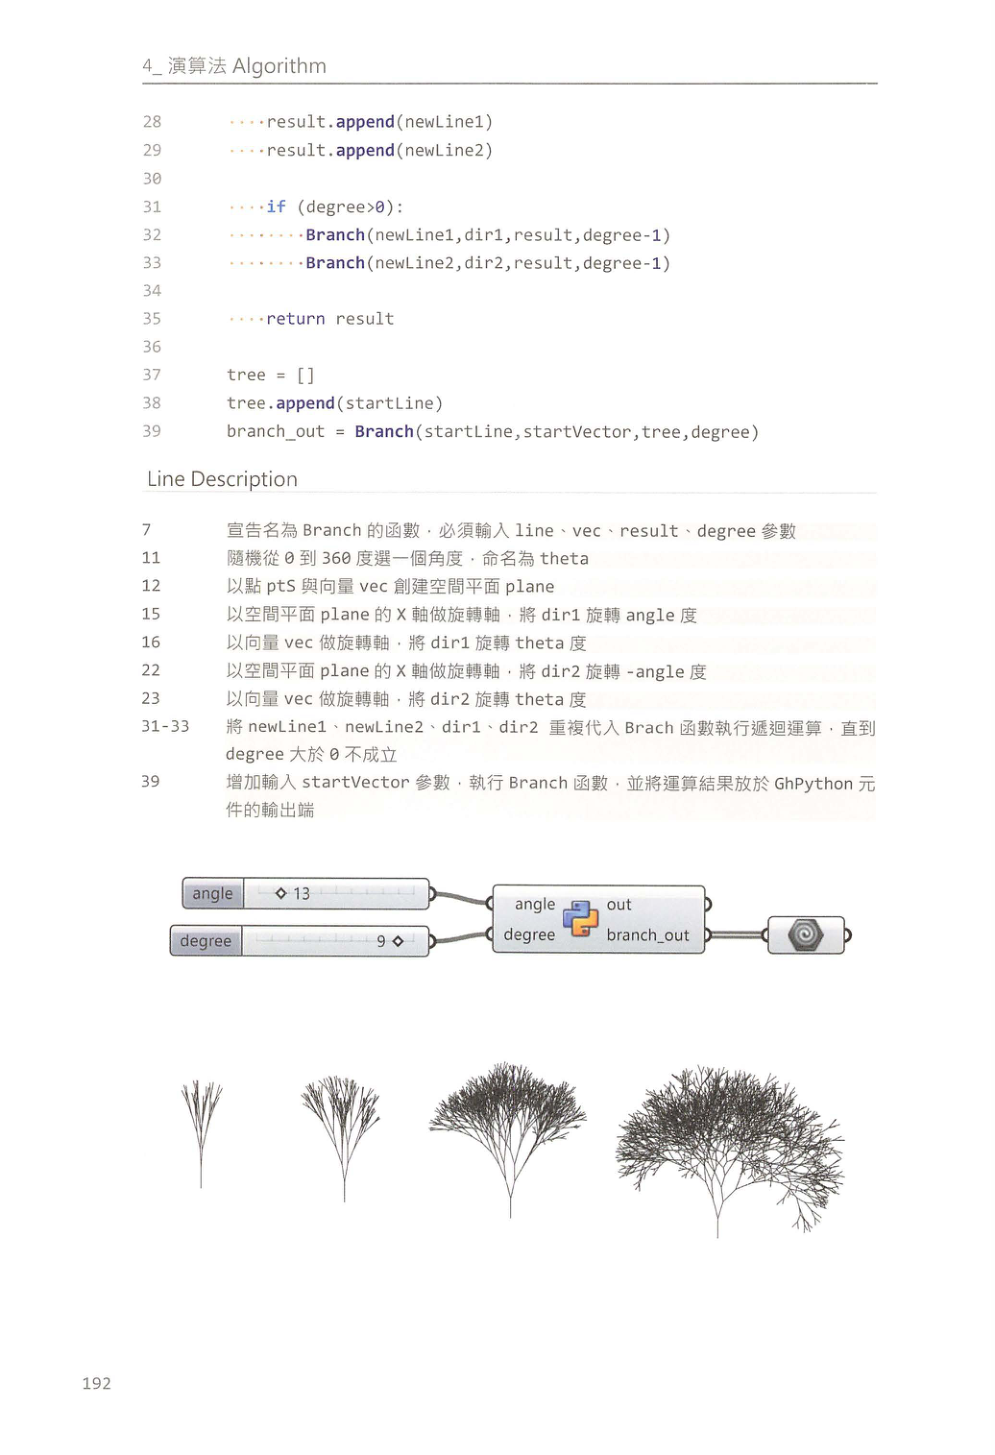 4_ 演算法 Algorithm
28 ····result.append(newLine1)
29 ····result.append(newLine2)
30
31 ····if (degree>0):
32 ········Branch(newLine1,dir1,result,degree-1)
33 ········Branch(newLine2,dir2,result,degree-1)
34
35 ····return result
36
37 tree = []
38 tree.append(startLine)
39 branch_out = Branch(startLine,startVector,tree,degree)
Line Description
7 宣告名為 Branch 的函數，必須輸入 line、vec、result、degree 參數
11 隨機從 0 到 360 度選一個角度，命名為 theta
12 以點 ptS 與向量 vec 創建空間平面 plane
15 以空間平面 plane 的 X 軸做旋轉軸，將 dir1 旋轉 angle 度
16 以向量 vec 做旋轉軸，將 dir1 旋轉 theta 度
22 以空間平面 plane 的 X 軸做旋轉軸，將 dir2 旋轉 -angle 度
23 以向量 vec 做旋轉軸，將 dir2 旋轉 theta 度
31-33 將 newLine1、newLine2、dir1、dir2 重複代入 Brach 函數執行遞迴運算，直到
degree 大於 0 不成立
39 增加輸入 startVector 參數，執行 Branch 函數，並將運算結果放於 GhPython 元
件的輸出端
angle 13
degree 9
angle out
degree branch_out
192